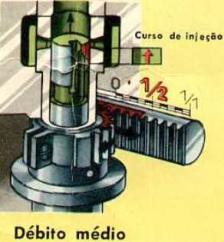 Curso de injeção
0 1/2 1/1
Débito médio